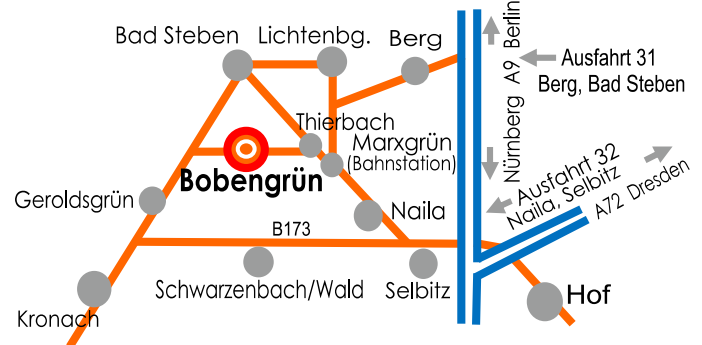 Bad Steben
Lichtenbg.
Berg
Nürnberg A9 Berlin
Ausfahrt 31
Berg, Bad Steben
Thierbach
Marxgrün
(Bahnstation)
Bobengrün
Ausfahrt 32
Naila, Selbitz
A72 Dresden
Geroldsgrün
Naila
B173
Schwarzenbach/Wald
Selbitz
Hof
Kronach